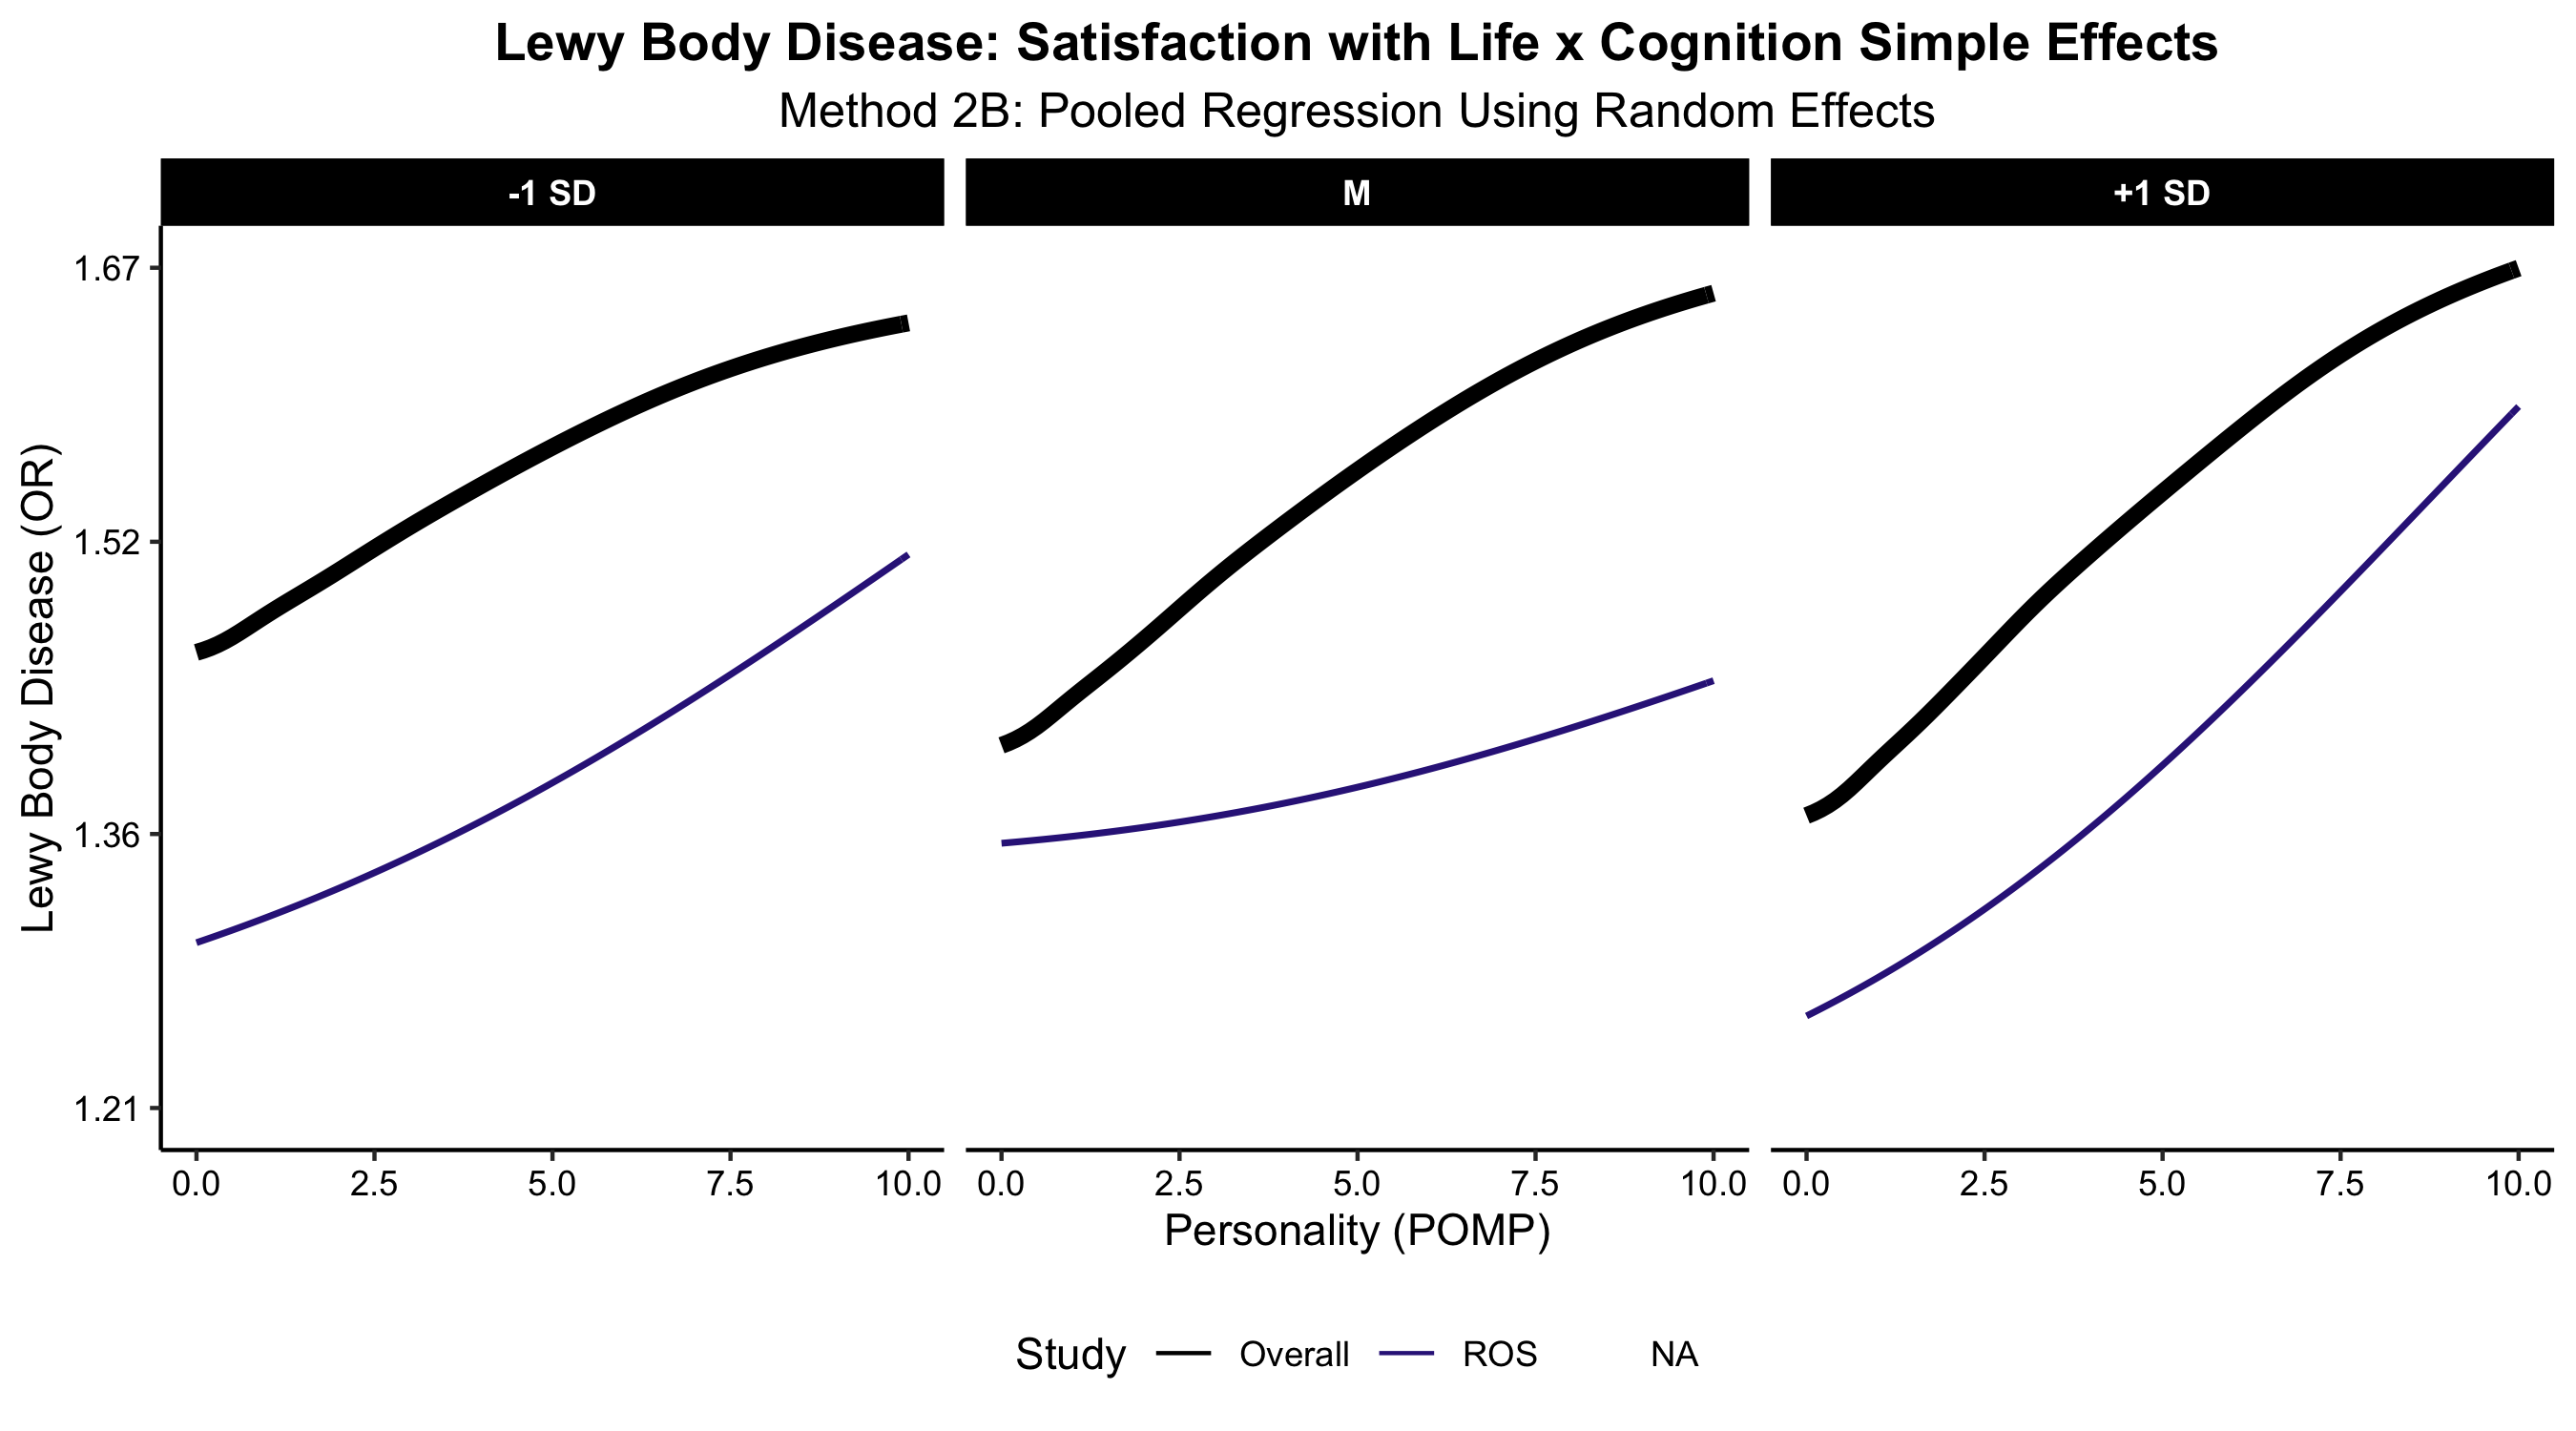 Lewy Body Disease: Satisfaction with Life x Cognition Simple Effects
Method 2B: Pooled Regression Using Random Effects
-1 SD M +1 SD
Lewy Body Disease (OR)
1.67
1.52
1.36
1.21
0.0 2.5 5.0 7.5 10.0 0.0 2.5 5.0 7.5 10.0 0.0 2.5 5.0 7.5 10.0
Personality (POMP)
Study Overall ROS NA